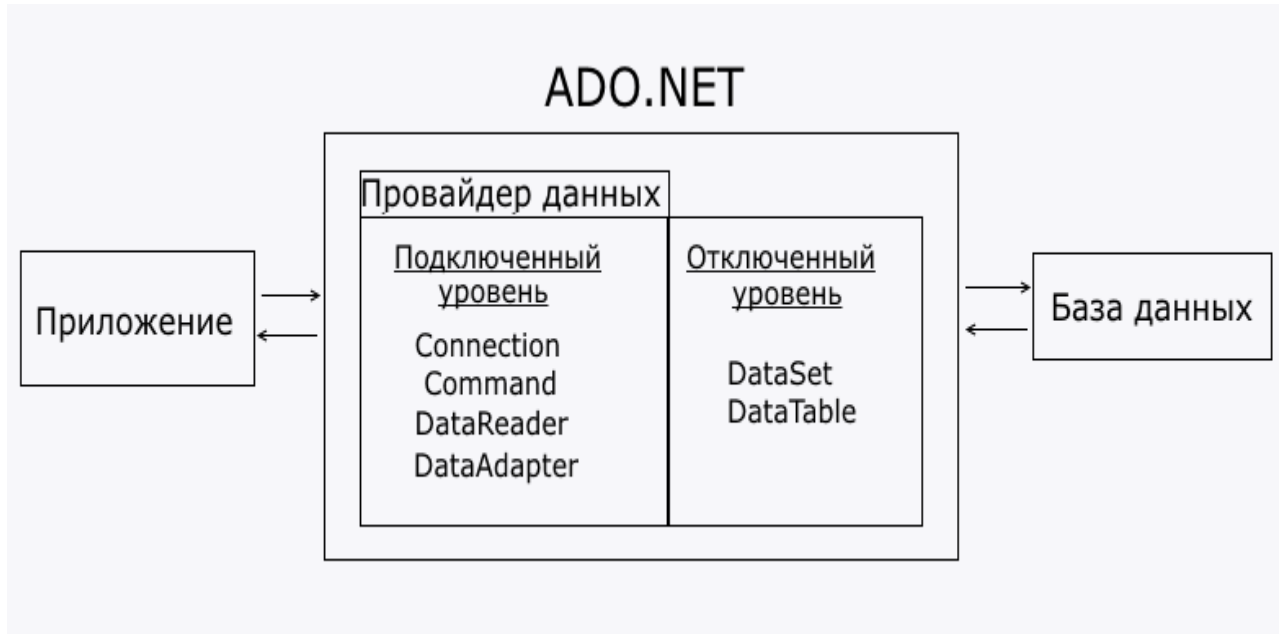 ADO.NET
Провайдер данных
Подключенный
уровень
Connection
Command
DataReader
DataAdapter
Отключенный
уровень
DataSet
DataTable
Приложение
База данных